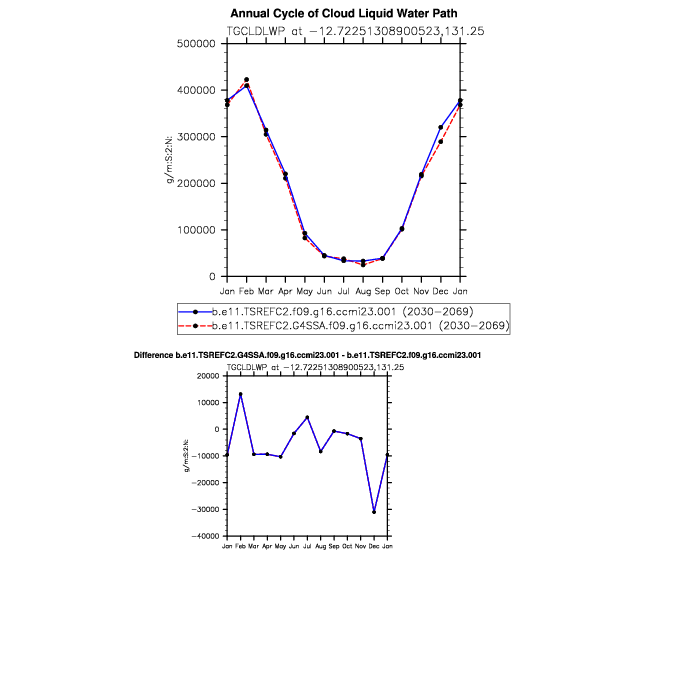 Annual Cycle of Cloud Liquid Water Path
TGCLDLWP at −12.72251308900523,131.25
500000
400000
300000
200000
100000
0
g/m:S:2:N:
Jan Feb Mar Apr May Jun Jul Aug Sep Oct Nov Dec Jan
b.e11.TSREFC2.f09.g16.ccmi23.001 (2030−2069)
b.e11.TSREFC2.G4SSA.f09.g16.ccmi23.001 (2030−2069)
Difference b.e11.TSREFC2.G4SSA.f09.g16.ccmi23.001 - b.e11.TSREFC2.f09.g16.ccmi23.001
TGCLDLWP at −12.72251308900523,131.25
20000
10000
0
−10000
−20000
−30000
−40000
g/m:S:2:N:
Jan Feb Mar Apr May Jun Jul Aug Sep Oct Nov Dec Jan